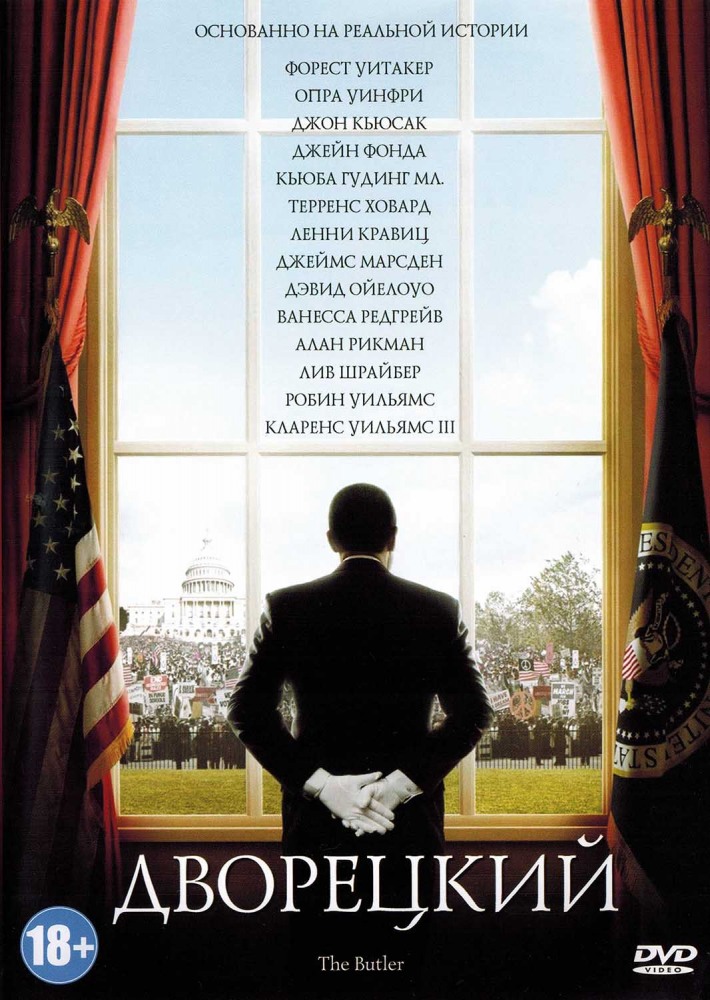 ОСНОВАННО НА РЕАЛЬНОЙ ИСТОРИИ
ФОРЕСТ УИТАКЕР
ОПРА УИНФРИ
ДЖОН КЬЮСАК
ДЖЕЙН ФОНДА
КЬЮБА ГУДИНГ МЛ.
ТЕРРЕНС ХОВАРД
ЛЕННИ КРАВИЦ
ДЖЕЙМС МАРСДЕН
ДЭВИД ОЙЕЛОУО
ВАНЕССА РЕДГРЕЙВ
АЛАН РИКМАН
ЛИВ ШРАЙБЕР
РОБИН УИЛЬЯМС
КЛАРЕНС УИЛЬЯМС III
ДВОРЕЦКИЙ
18+
The Butler
DVD
VIDEO